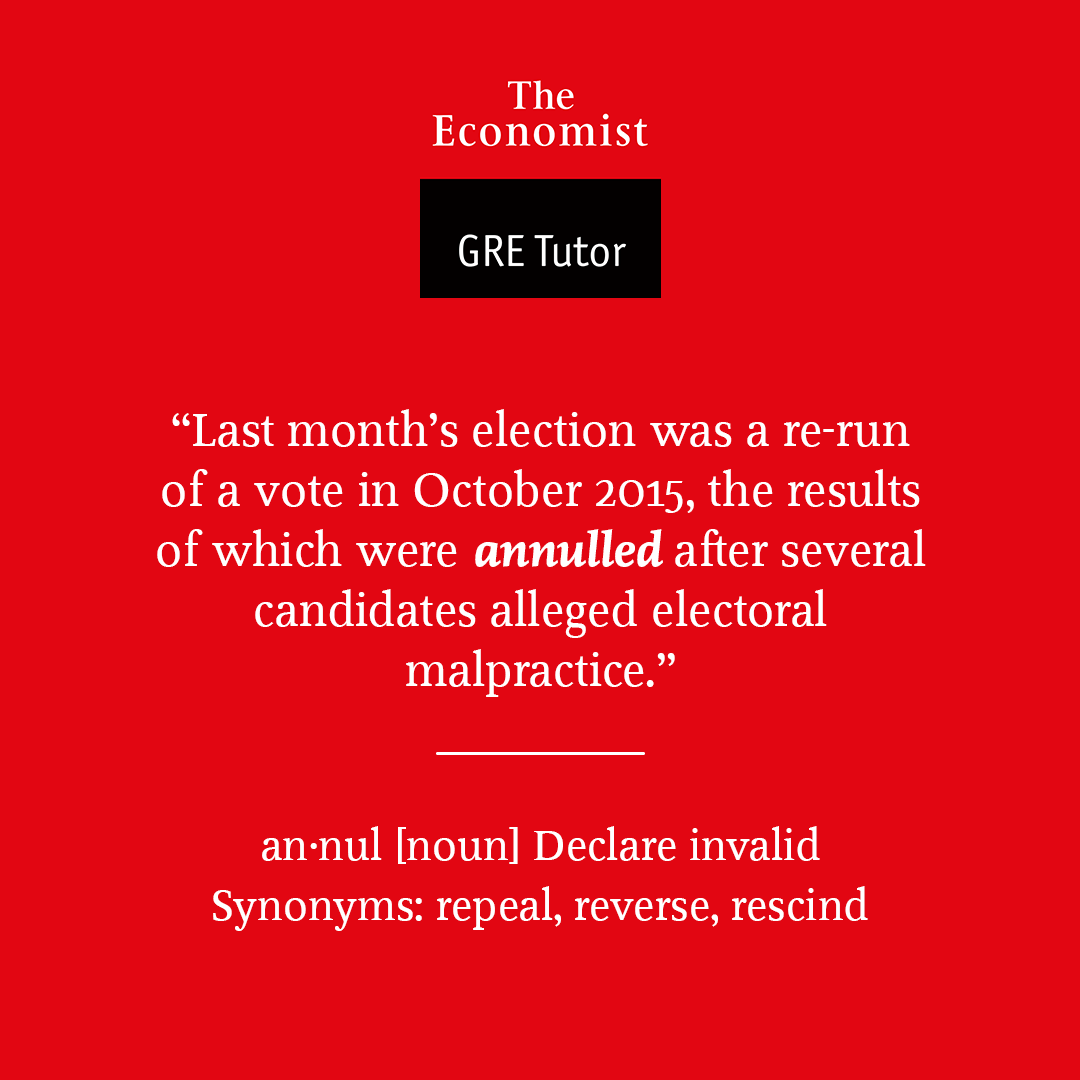 The
Economist
GRE Tutor
“Last month’s election was a re-run
of a vote in October 2015, the results
of which were annulled after several
candidates alleged electoral
malpractice.”
an·nul [noun] Declare invalid
Synonyms: repeal, reverse, rescind